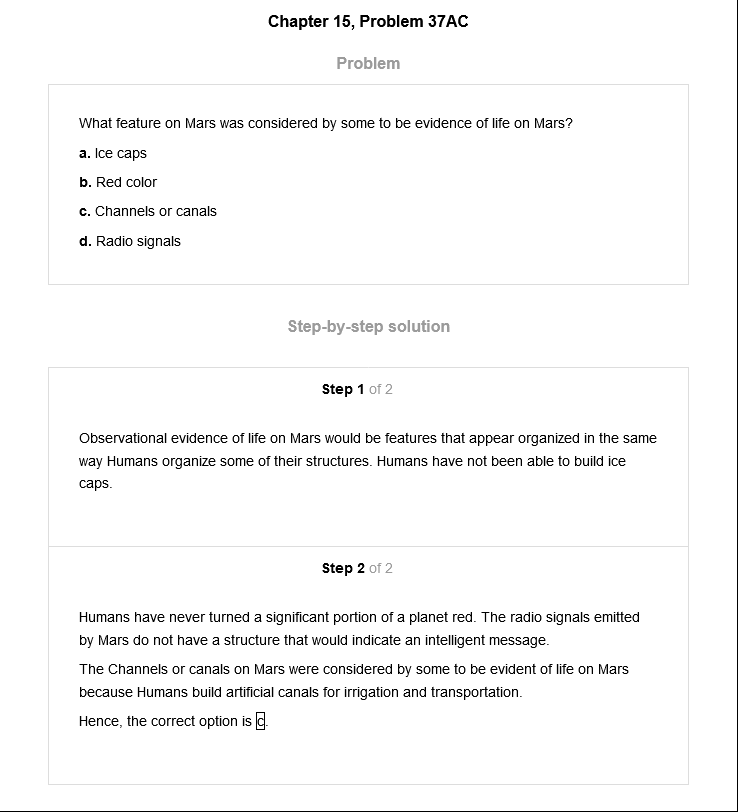 Chapter 15, Problem 37AC
Problem
What feature on Mars was considered by some to be evidence of life on Mars?
a. Ice caps
b. Red color
c. Channels or canals
d. Radio signals
Step-by-step solution
Step 1 of 2
Observational evidence of life on Mars would be features that appear organized in the same
way Humans organize some of their structures. Humans have not been able to build ice
caps.
Step 2 of 2
Humans have never turned a significant portion of a planet red. The radio signals emitted
by Mars do not have a structure that would indicate an intelligent message.
The Channels or canals on Mars were considered by some to be evident of life on Mars
because Humans build artificial canals for irrigation and transportation.
Hence, the correct option is c.